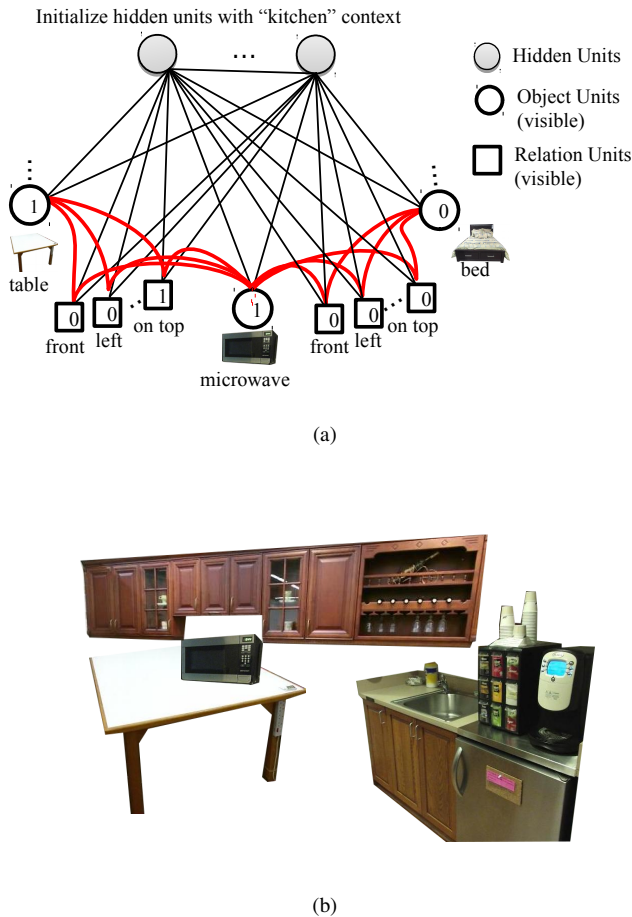 Initialize hidden units with “kitchen” context
...
...
Hidden Units
Object Units
(visible)
Relation Units
(visible)
...
...
1
0
table
bed
0
0
...
1
1
0
0
...
0
front
left
on top
microwave
front
left
on top
(a)
(b)